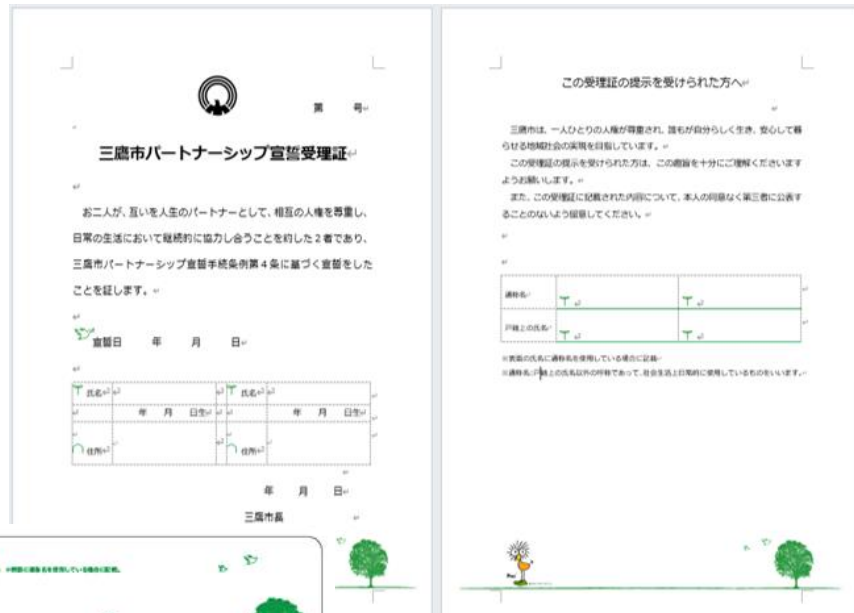 第　号
三鷹市パートナーシップ宣誓受理証
お二人が、互いを人生のパートナーとして、相互の人権を尊重し、
日常の生活において継続的に協力し合うことを約した2者であり、
三鷹市パートナーシップ宣誓手続条例第4条に基づく宣誓をした
ことを証します。
宣誓日　年　月　日
氏名　氏名
年　月　日生　年　月　日生
住所　住所
年　月　日
三鷹市長
※裏面に通称名を使用している場合に記載。
この受理証の提示を受けられた方へ
三鷹市は、一人ひとりの人権が尊重され、誰もが自分らしく生き、安心して暮
らせる地域社会の実現を目指しています。
この受理証の提示を受けられた方は、この趣旨を十分にご理解くださいます
ようお願いします。
また、この受理証に記載された内容について、本人の同意なく第三者に公表す
ることのないよう留意してください。
通称名
戸籍上の氏名
※表面の氏名に通称名を使用している場合に記載
※通称名:戸籍上の氏名以外の呼称であって、社会生活上日常的に使用しているものをいいます。